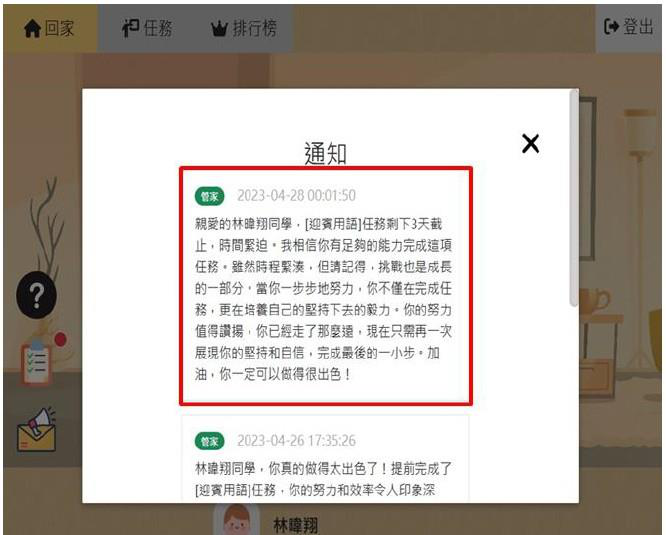 回家
任務
排行榜
登出
通知
管家 2023-04-28 00:01:50
親愛的林暐翔同學，[迎賓用語]任務剩下3天截
止，時間緊迫。我相信你有足夠的能力完成這項
任務。雖然時程緊湊，但請記得，挑戰也是成長
的一部分，當你一步步地努力，你不僅在完成任
務，更在培養自己的堅持下去的毅力。你的努力
值得讚揚，你已經走了那麼遠，現在只需再一次
展現你的堅持和自信，完成最後的一小步。加
油，你一定可以做得很出色！
管家 2023-04-26 17:35:26
林暐翔同學，你真的做得太出色了！提前完成了
[迎賓用語]任務，你的努力和效率令人印象深
?
林暐翔